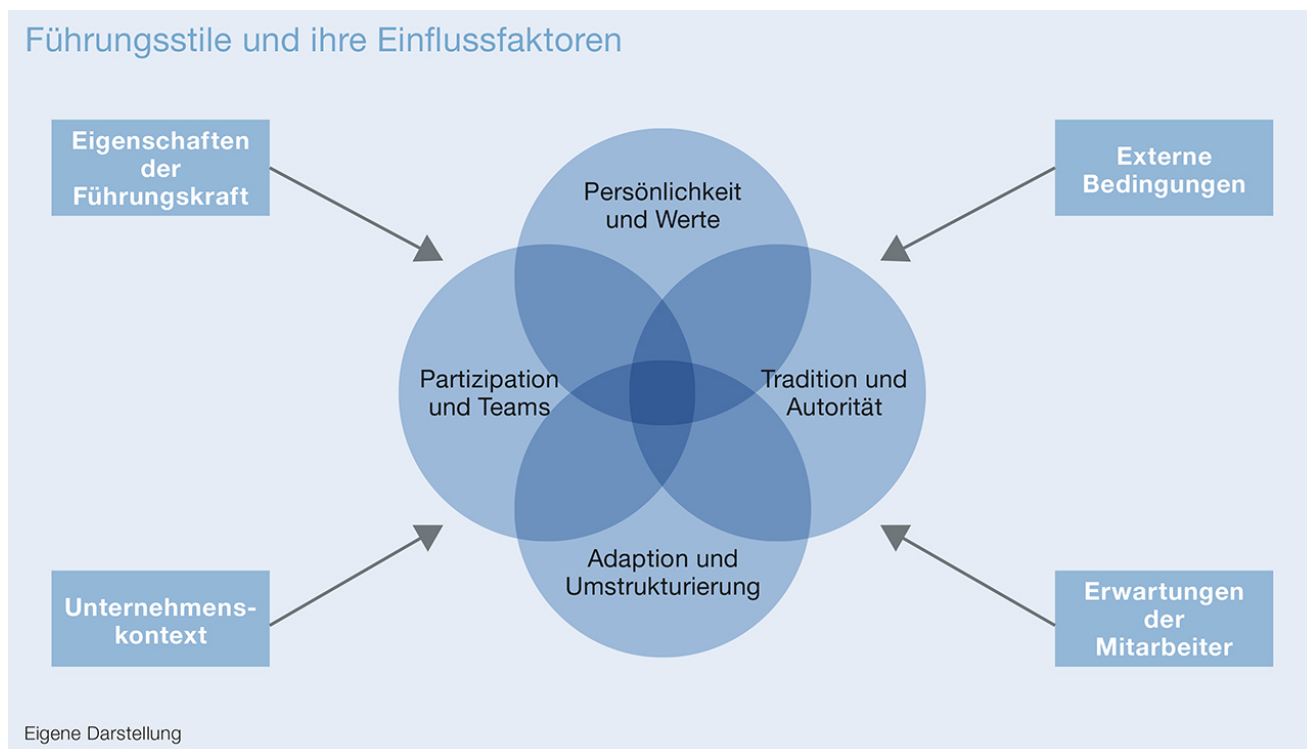 Führungsstile und ihre Einflussfaktoren
Eigenschaften
der
Führungskraft
Externe
Bedingungen
Persönlichkeit
und Werte
Partizipation
und Teams
Tradition und
Autorität
Adaption und
Umstrukturierung
Unternehmens-
kontext
Erwartungen
der
Mitarbeiter
Eigene Darstellung